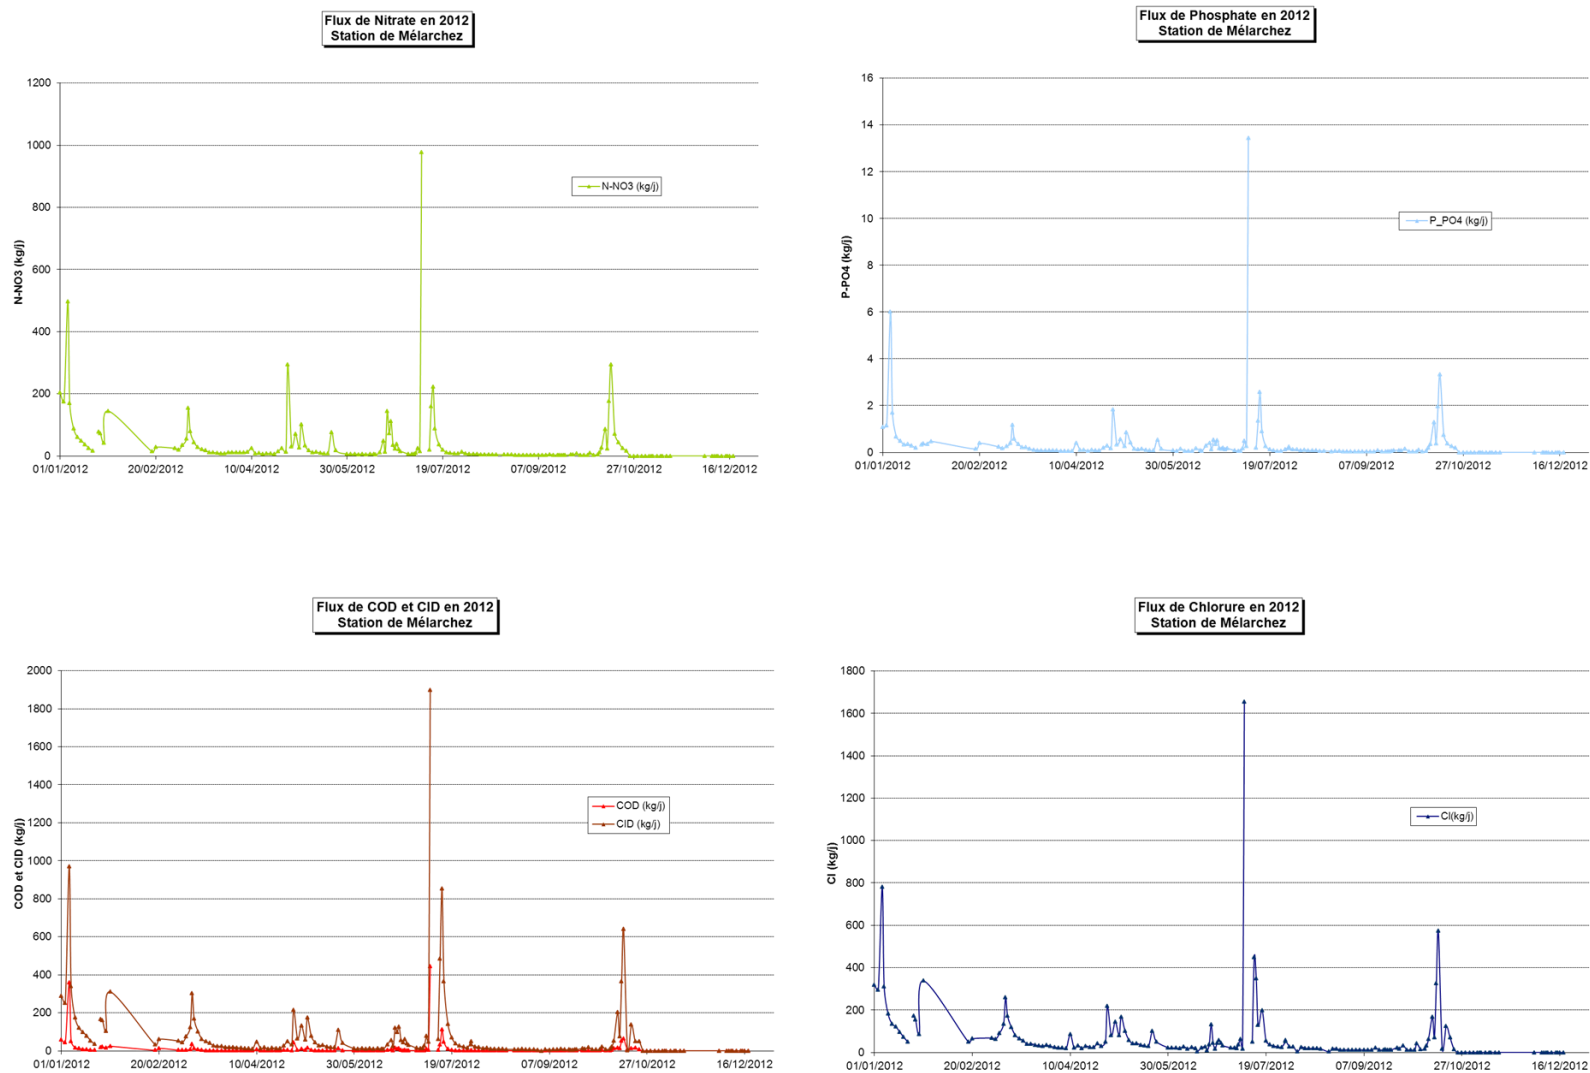 Flux de Nitrate en 2012
Station de Mélarchez
1200
1000
800
600
400
200
0
N-NO3 (kg/j)
N-NO3 (kg/j)
01/01/2012 20/02/2012 10/04/2012 30/05/2012 19/07/2012 07/09/2012 27/10/2012 16/12/2012
Flux de Phosphate en 2012
Station de Mélarchez
16
14
12
10
8
6
4
2
0
P-PO4 (kg/j)
P_PO4 (kg/j)
01/01/2012 20/02/2012 10/04/2012 30/05/2012 19/07/2012 07/09/2012 27/10/2012 16/12/2012
Flux de COD et CID en 2012
Station de Mélarchez
2000
1800
1600
1400
1200
1000
800
600
400
200
0
COD et CID (kg/j)
COD (kg/j)
CID (kg/j)
01/01/2012 20/02/2012 10/04/2012 30/05/2012 19/07/2012 07/09/2012 27/10/2012 16/12/2012
Flux de Chlorure en 2012
Station de Mélarchez
1800
1600
1400
1200
1000
800
600
400
200
0
Cl (kg/j)
Cl(kg/j)
01/01/2012 20/02/2012 10/04/2012 30/05/2012 19/07/2012 07/09/2012 27/10/2012 16/12/2012